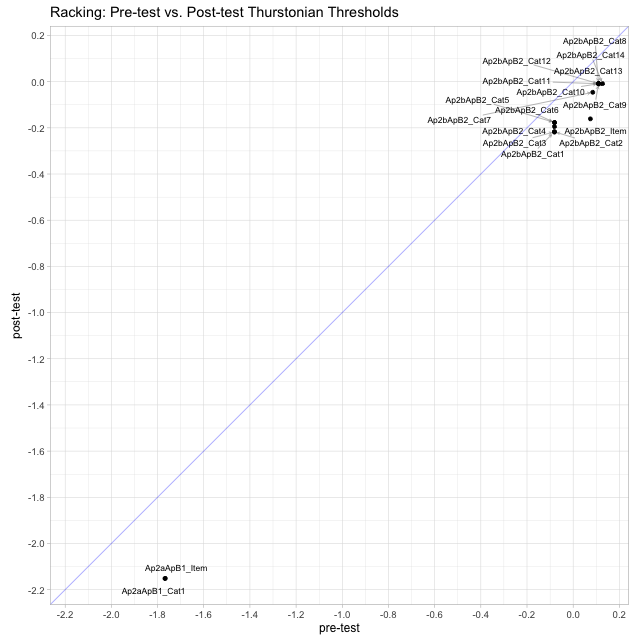 Racking: Pre-test vs. Post-test Thurstonian Thresholds
0.2
0.0
-0.2
-0.4
-0.6
-0.8
-1.0
-1.2
-1.4
-1.6
-1.8
-2.0
-2.2
post-test
Ap2bApB2_Cat8
Ap2bApB2_Cat14
Ap2bApB2_Cat12
Ap2bApB2_Cat13
Ap2bApB2_Cat11
Ap2bApB2_Cat10
Ap2bApB2_Cat5
Ap2bApB2_Cat9
Ap2bApB2_Cat6
Ap2bApB2_Cat7
Ap2bApB2_Cat4
Ap2bApB2_Item
Ap2bApB2_Cat3
Ap2bApB2_Cat2
Ap2bApB2_Cat1
Ap2aApB1_Item
Ap2aApB1_Cat1
-2.2 -2.0 -1.8 -1.6 -1.4 -1.2 -1.0 -0.8 -0.6 -0.4 -0.2 0.0 0.2
pre-test